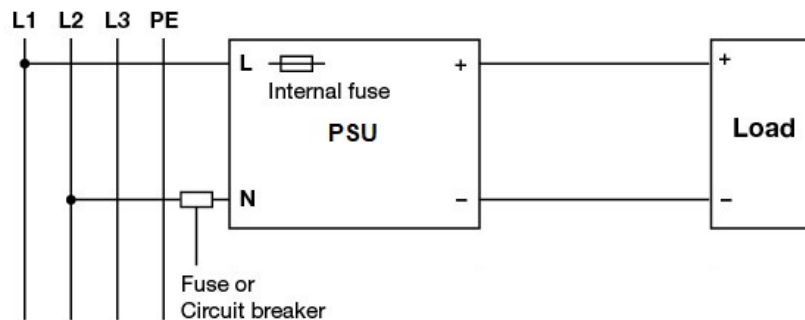 L1 L2 L3 PE
L
+
+
Internal fuse
PSU
Load
N
−
−
Fuse or
Circuit breaker